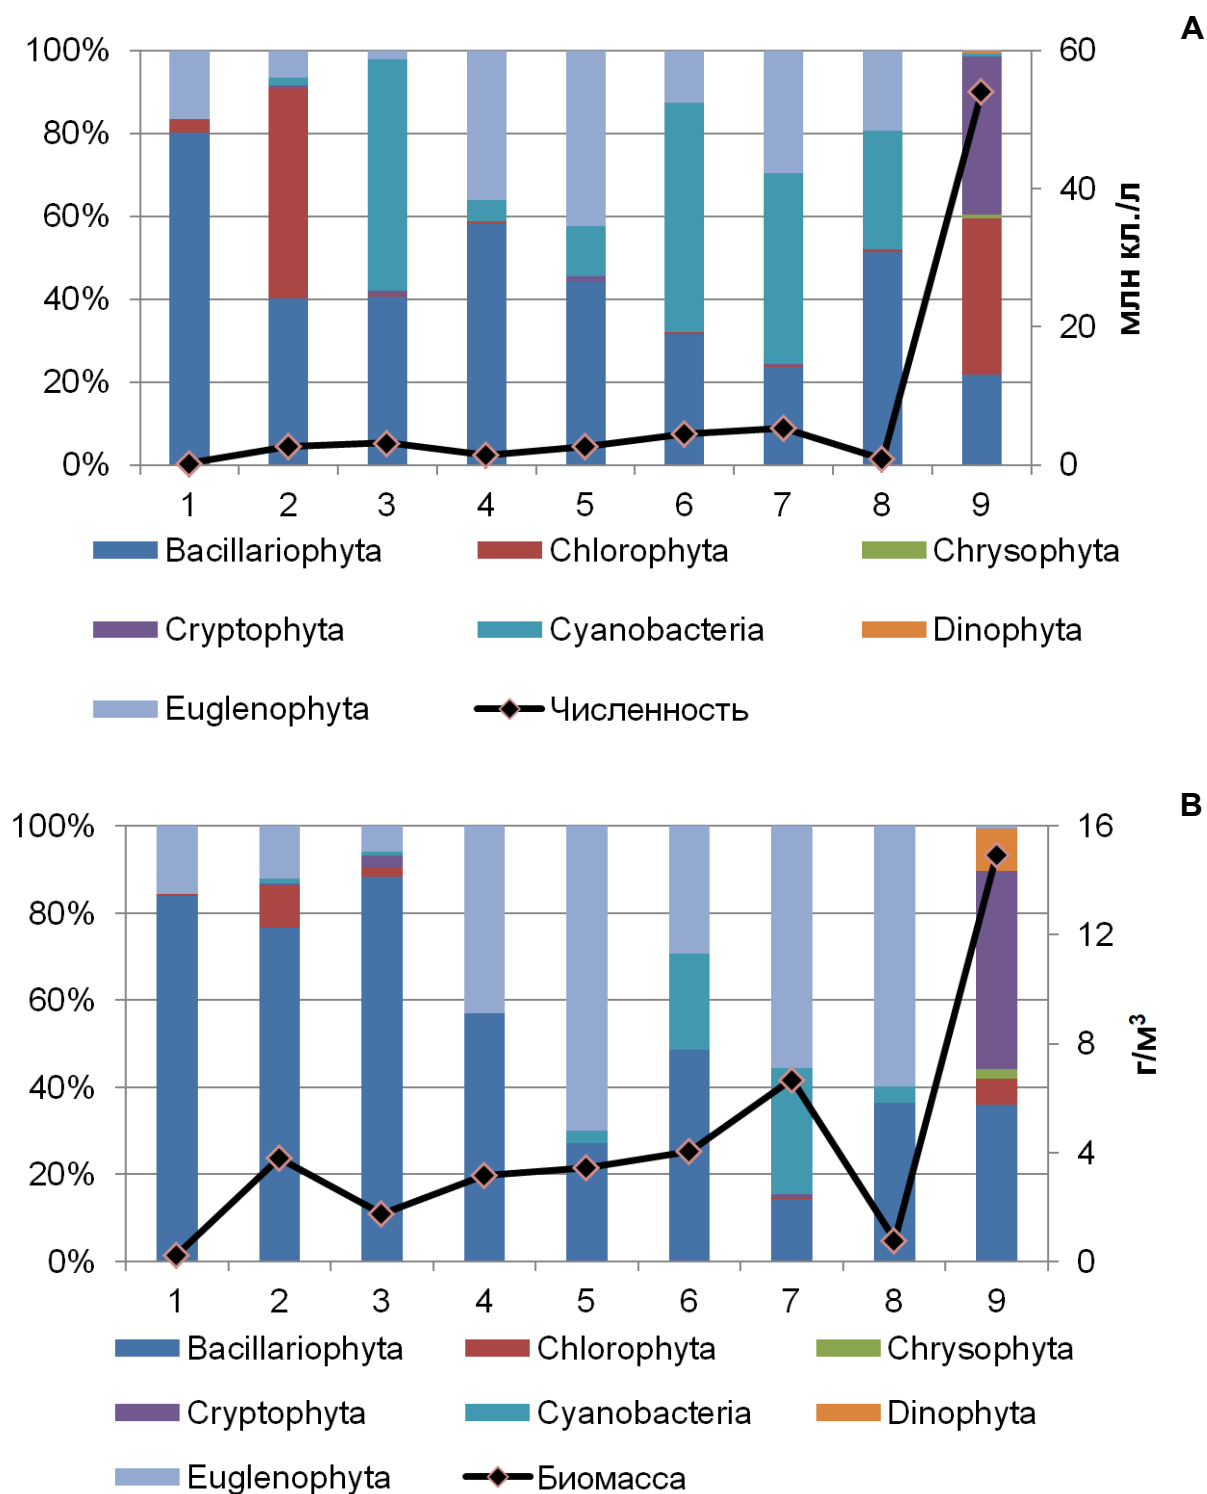 A
100%
80%
60%
40%
20%
0%
60
40
20
0
млн кл./л
1 2 3 4 5 6 7 8 9
Bacillariophyta Chlorophyta Chrysophyta
Cryptophyta Cyanobacteria Dinophyta
Euglenophyta Численность
B
100%
80%
60%
40%
20%
0%
16
12
8
4
0
г/м³
1 2 3 4 5 6 7 8 9
Bacillariophyta Chlorophyta Chrysophyta
Cryptophyta Cyanobacteria Dinophyta
Euglenophyta Биомасса